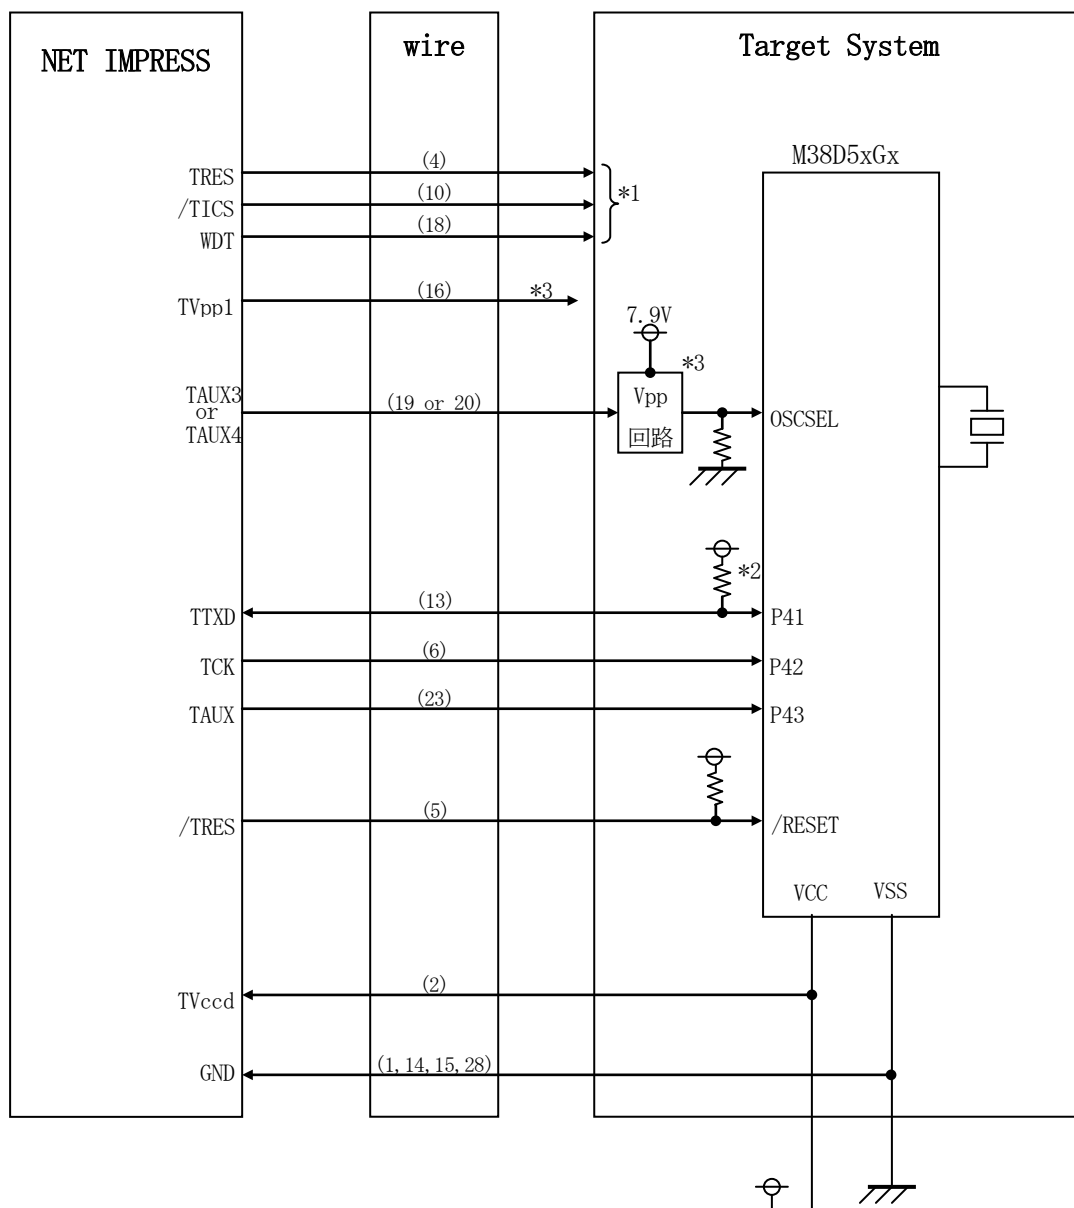 NET IMPRESS
wire
Target System
M38D5xGx
TRES
(4)
*1
/TICS
(10)
WDT
(18)
TVpp1
(16)
*3
7.9V
*3
TAUX3
or
TAUX4
(19 or 20)
Vpp
回路
OSCSEL
*2
TTXD
(13)
P41
TCK
(6)
P42
TAUX
(23)
P43
/TRES
(5)
/RESET
VCC
VSS
TVccd
(2)
GND
(1,14,15,28)